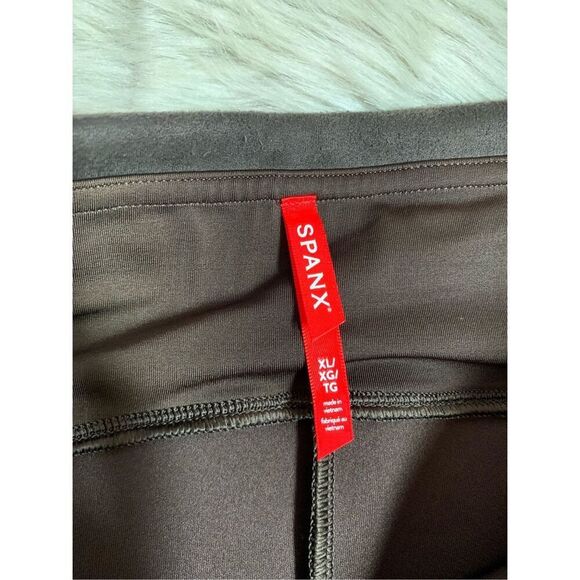 SPANX®
XL/
XG/
TG
made in
vietnam
fabriqué au
vietnam